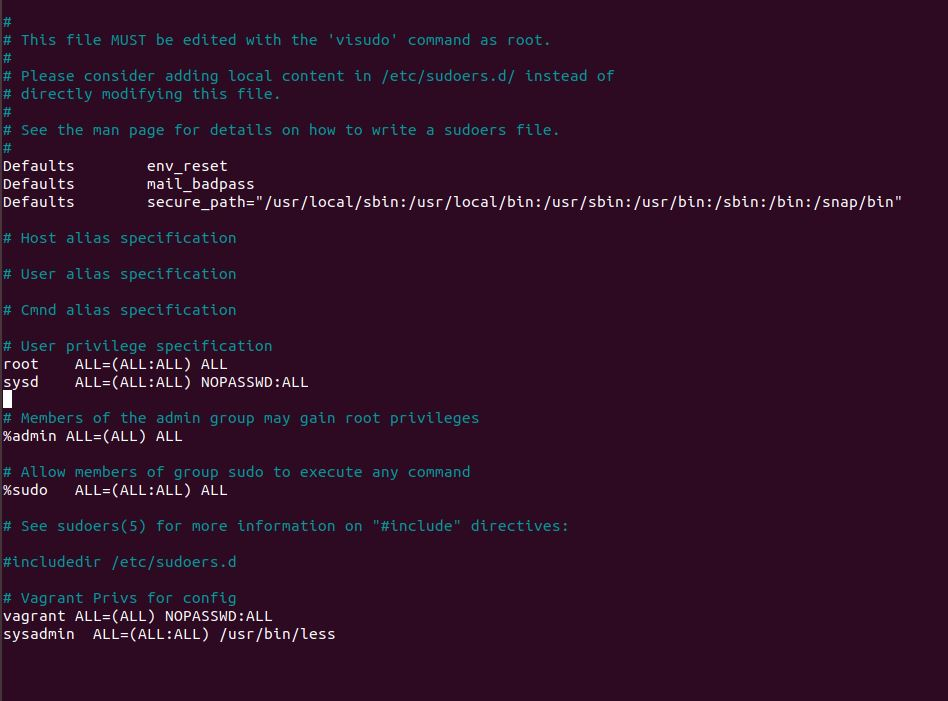 #
# This file MUST be edited with the 'visudo' command as root.
#
# Please consider adding local content in /etc/sudoers.d/ instead of
# directly modifying this file.
#
# See the man page for details on how to write a sudoers file.
#
Defaults        env_reset
Defaults        mail_badpass
Defaults        secure_path="/usr/local/sbin:/usr/local/bin:/usr/sbin:/usr/bin:/sbin:/bin:/snap/bin"
# Host alias specification
# User alias specification
# Cmnd alias specification
# User privilege specification
root    ALL=(ALL:ALL) ALL
sysd    ALL=(ALL:ALL) NOPASSWD:ALL
# Members of the admin group may gain root privileges
%admin ALL=(ALL) ALL
# Allow members of group sudo to execute any command
%sudo   ALL=(ALL:ALL) ALL
# See sudoers(5) for more information on "#include" directives:
#includedir /etc/sudoers.d
# Vagrant Privs for config
vagrant ALL=(ALL) NOPASSWD:ALL
sysadmin  ALL=(ALL:ALL) /usr/bin/less